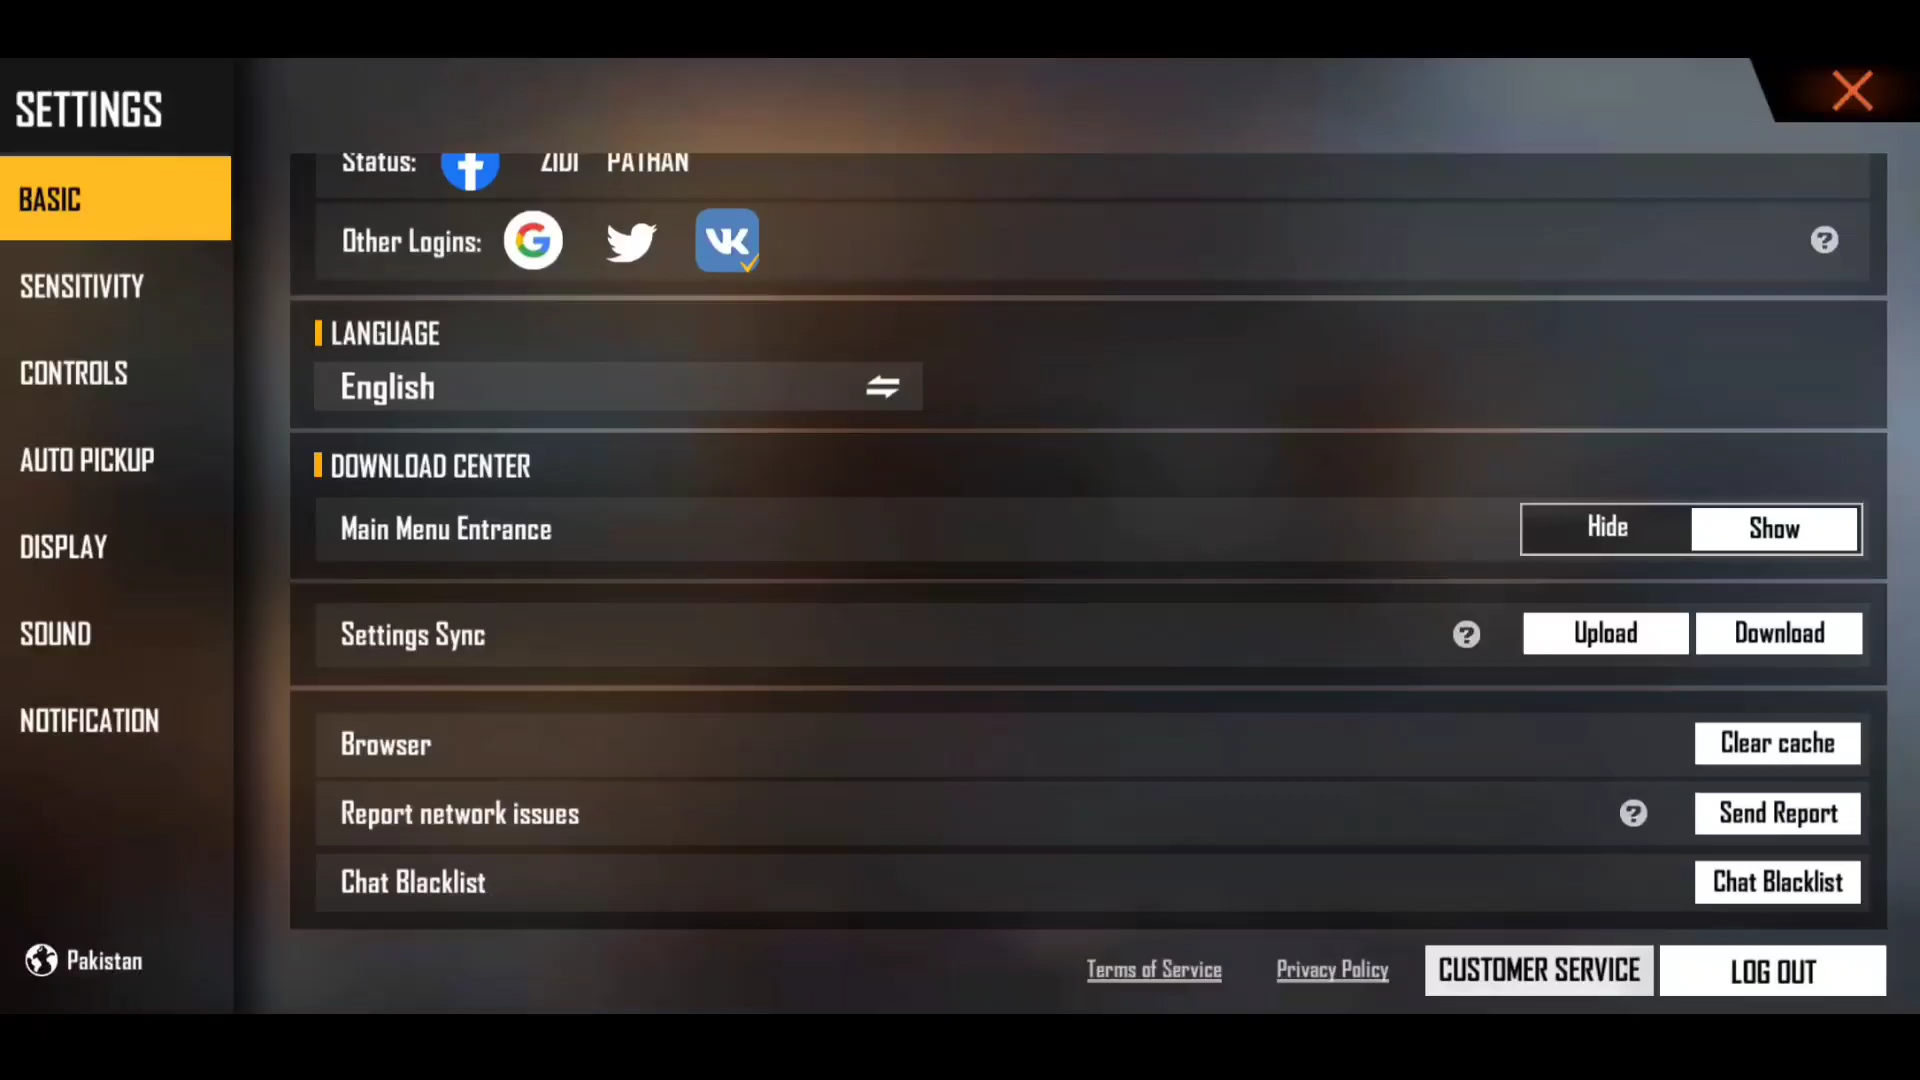 SETTINGS
BASIC
SENSITIVITY
CONTROLS
AUTO PICKUP
DISPLAY
SOUND
NOTIFICATION
Pakistan
Status: ZIDI PATHAN
Other Logins:
LANGUAGE
English
DOWNLOAD CENTER
Main Menu Entrance Hide Show
Settings Sync ? Upload Download
Browser Clear cache
Report network issues ? Send Report
Chat Blacklist Chat Blacklist
Terms of Service Privacy Policy CUSTOMER SERVICE LOG OUT